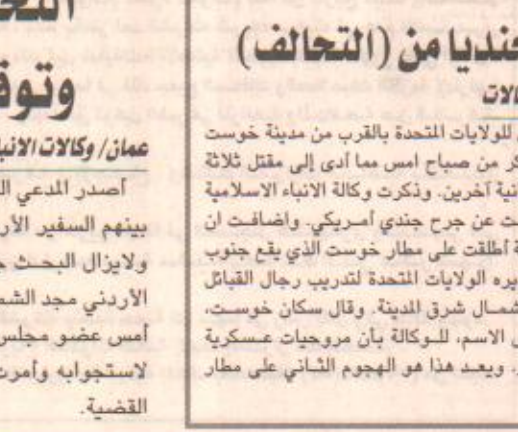 جنديا من (التحالف)
للولايات المتحدة بالقرب من مدينة خوست
كر من صباح امس مما أدى إلى مقتل ثلاثة
انية آخرين. وذكرت وكالة الانباء الاسلامية
ت عن جرح جندي أمريكي. واضافت ان
ة أطلقت على مطار خوست الذي يقع جنوب
يره الولايات المتحدة لتدريب رجال القبائل
شمال شرق المدينة. وقال سكان خوست،
ل الاسم، للوكالة بأن مروحيات عسكرية
. ويعد هذا هو الهجوم الثاني على مطار
وتوق
عمان/ وكالات الانبا
أصدر المدعي ال
بينهم السفير الأر
ولايزال البحث ج
الأردني مجد الشم
أمس عضو مجلس
لاستجوابه وأمرت
القضية.